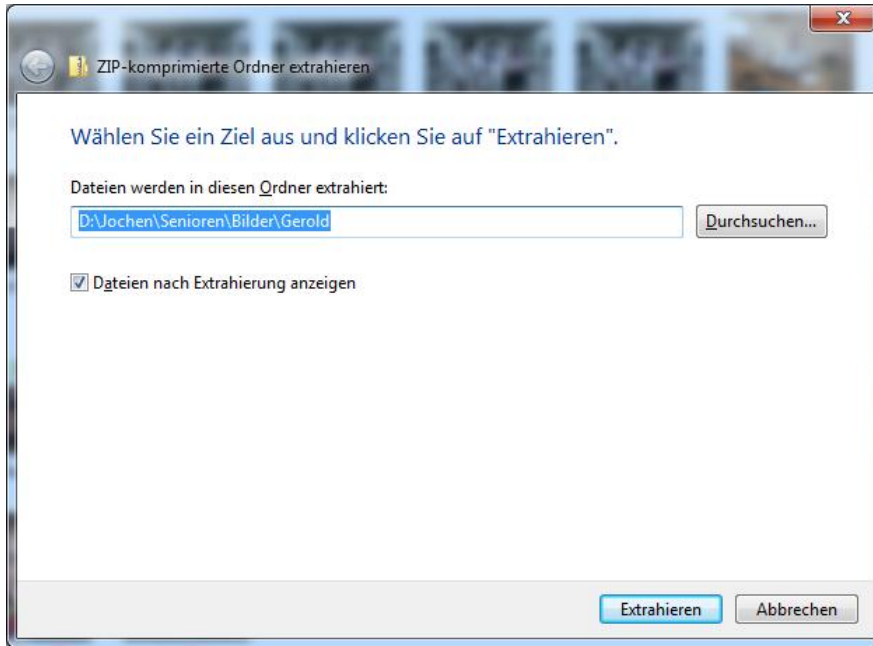 ZIP-komprimierte Ordner extrahieren
Wählen Sie ein Ziel aus und klicken Sie auf "Extrahieren".
Dateien werden in diesen Ordner extrahiert:
D:\Jochen\Senioren\Bilder\Gerold
Durchsuchen...
Dateien nach Extrahierung anzeigen
Extrahieren
Abbrechen